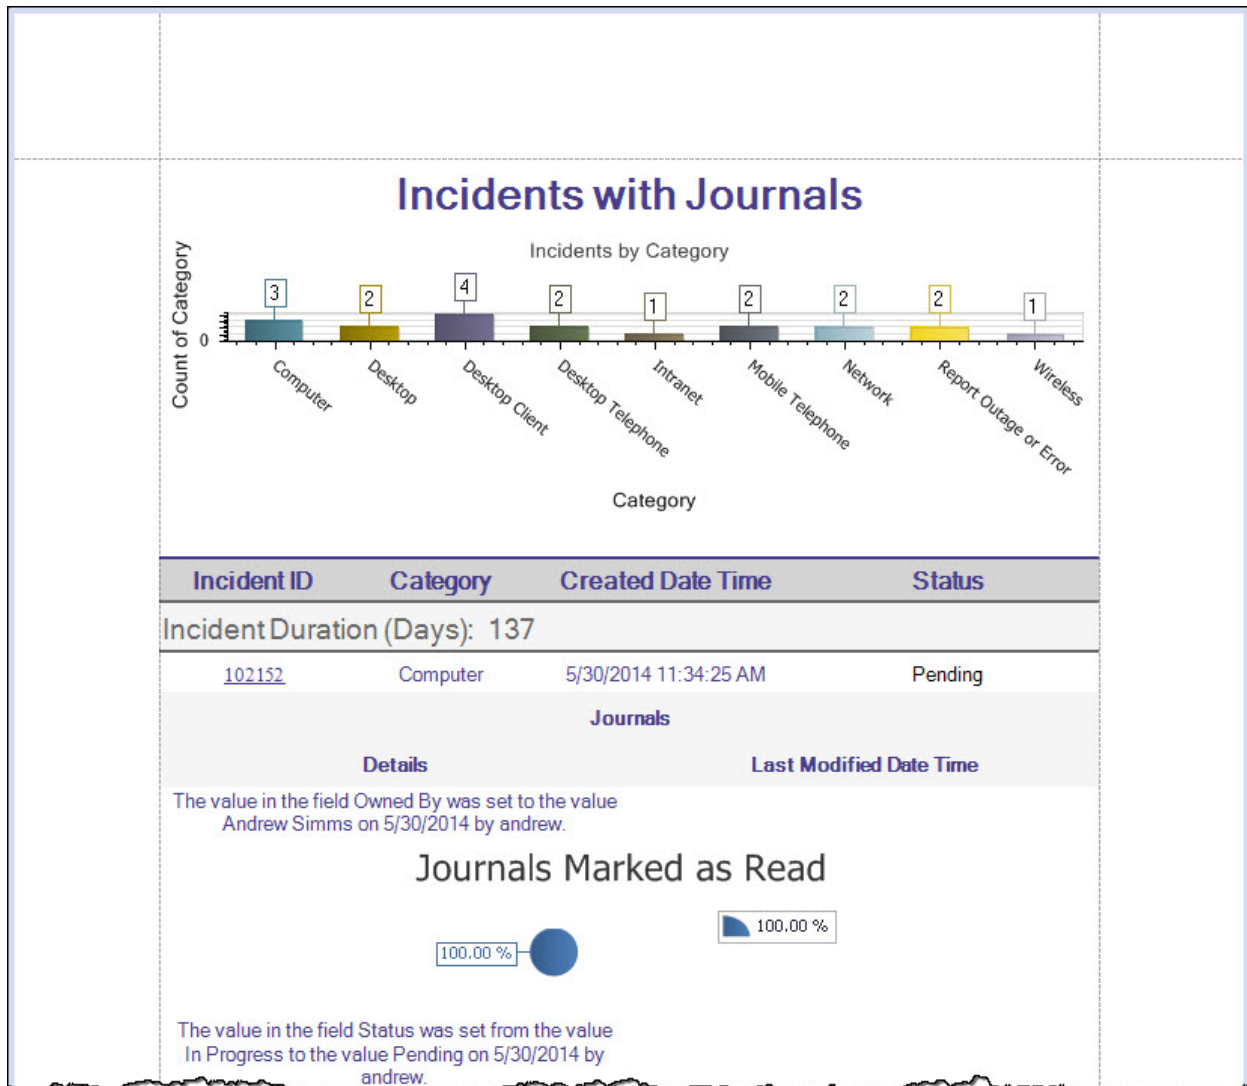 Incidents with Journals
Incidents by Category
Count of Category
3
2
4
2
1
2
2
2
1
0
Computer
Desktop
Desktop Client
Desktop Telephone
Intranet
Mobile Telephone
Network
Report Outage or Error
Wireless
Category
Incident ID Category Created Date Time Status
Incident Duration (Days): 137
102152 Computer 5/30/2014 11:34:25 AM Pending
Journals
Details Last Modified Date Time
The value in the field Owned By was set to the value
Andrew Simms on 5/30/2014 by andrew.
Journals Marked as Read
100.00 %
100.00 %
The value in the field Status was set from the value
In Progress to the value Pending on 5/30/2014 by
andrew.